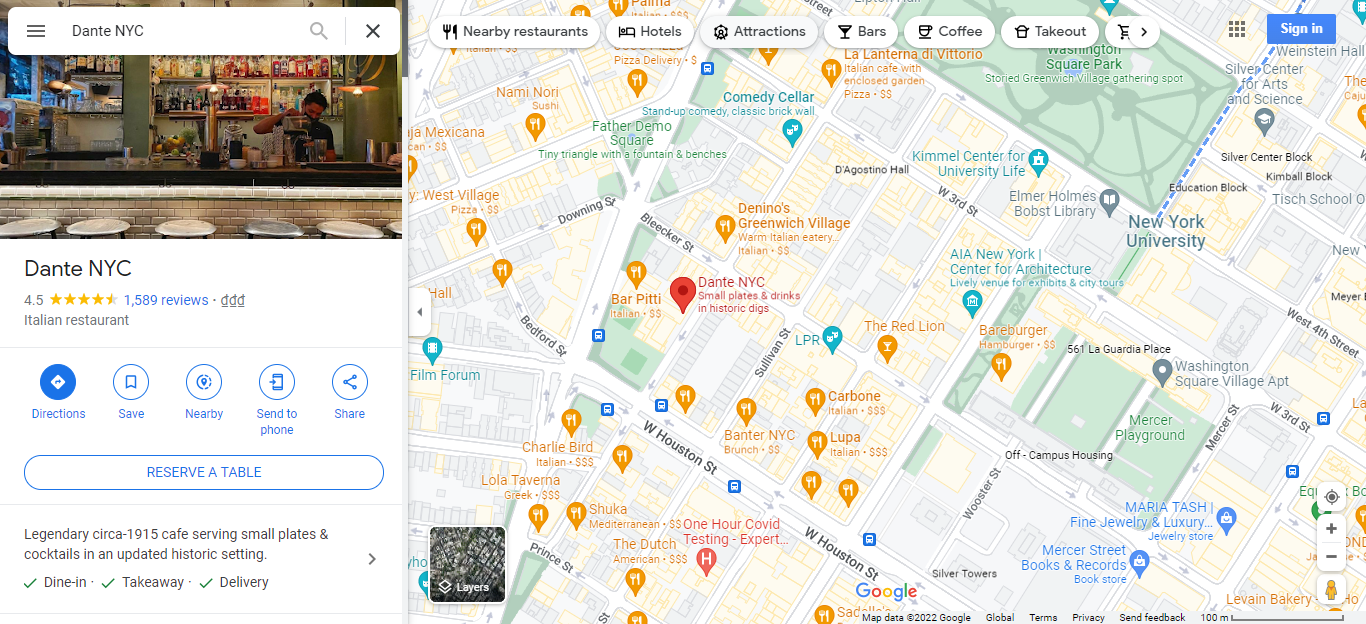 Dante NYC
Dante NYC
4.5
1,589 reviews · ₫₫₫
Italian restaurant
Directions
Save
Nearby
Send to
phone
Share
RESERVE A TABLE
Legendary circa-1915 cafe serving small plates &
cocktails in an updated historic setting.
Dine-in ·
Takeaway ·
Delivery
Nearby restaurants
Hotels
Attractions
Bars
Coffee
Takeout
Sign in
Italian • $$
Pizza Delivery • $
La Lanterna di Vittorio
Italian cafe with
enclosed garden
Pizza • $$
Washington
Square Park
Storied Greenwich Village gathering spot
Weinstein Hall
Silver Center
for Arts
and Science
Nami Nori
Sushi
Comedy Cellar
Stand-up comedy, classic brick wall
aja Mexicana
can • $$
Father Demo
Square
Tiny triangle with a fountain & benches
D'Agostino Hall
Kimmel Center for
University Life
Silver Center Block
Kimball Block
Education Block
Tisch School O
Elmer Holmes
Bobst Library
New York
University
y: West Village
Pizza • $$
Downing St
Bleecker St
W 3rd St
Denino's
Greenwich Village
Warm Italian eatery...
Italian • $$
AIA New York |
Center for Architecture
Lively venue for exhibits & city tours
New Y
Meyer B
Hall
Bar Pitti
Italian • $$
Dante NYC
Small plates & drinks
in historic digs
Bedford St
Sullivan St
LPR
The Red Lion
Bareburger
Hamburger • $$
West 4th St
561 La Guardia Place
Washington
Square Village Apt
Film Forum
Carbone
Italian • $$$
Mercer
Playground
Mercer St
W 3rd St
Charlie Bird
Italian • $$$
W Houston St
Banter NYC
Brunch • $$
Lupa
Italian • $$$
Off - Campus Housing
Lola Taverna
Greek • $$$
Wooster St
Shuka
Mediterranean • $$
One Hour Covid
Testing - Expert...
MARIA TASH |
Fine Jewelry & Luxury...
Jewelry store
The Dutch
American • $$$
Prince St
W Houston St
Mercer Street
Books & Records
Book store
Silver Towers
Layers
Google
Levain Bakery
Map data ©2022 Google
Global
Terms
Privacy
Send feedback
100 m